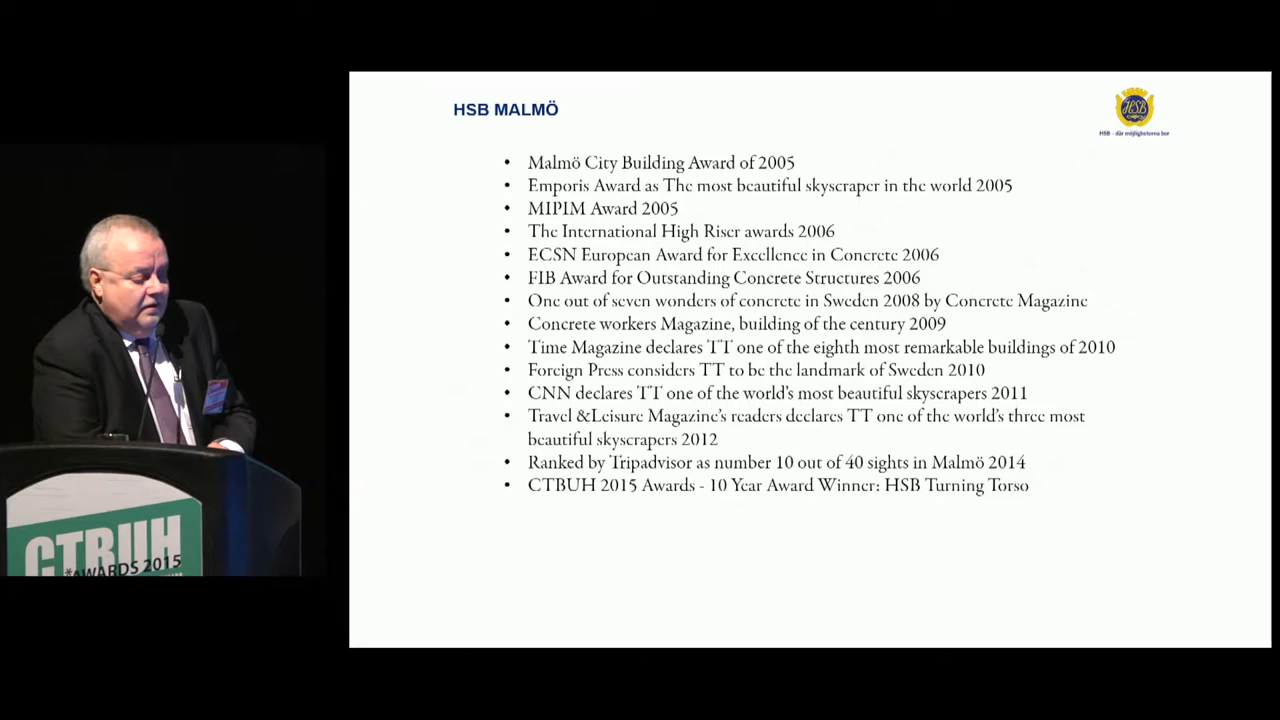 HSB MALMÖ
HSB
HSB - där möjligheterna bor
• Malmö City Building Award of 2005
• Emporis Award as The most beautiful skyscraper in the world 2005
• MIPIM Award 2005
• The International High Riser awards 2006
• ECSN European Award for Excellence in Concrete 2006
• FIB Award for Outstanding Concrete Structures 2006
• One out of seven wonders of concrete in Sweden 2008 by Concrete Magazine
• Concrete workers Magazine, building of the century 2009
• Time Magazine declares TT one of the eighth most remarkable buildings of 2010
• Foreign Press considers TT to be the landmark of Sweden 2010
• CNN declares TT one of the world's most beautiful skyscrapers 2011
• Travel &Leisure Magazine's readers declares TT one of the world's three most
beautiful skyscrapers 2012
• Ranked by Tripadvisor as number 10 out of 40 sights in Malmö 2014
• CTBUH 2015 Awards - 10 Year Award Winner: HSB Turning Torso
CTBUH
*AWARDS 2015